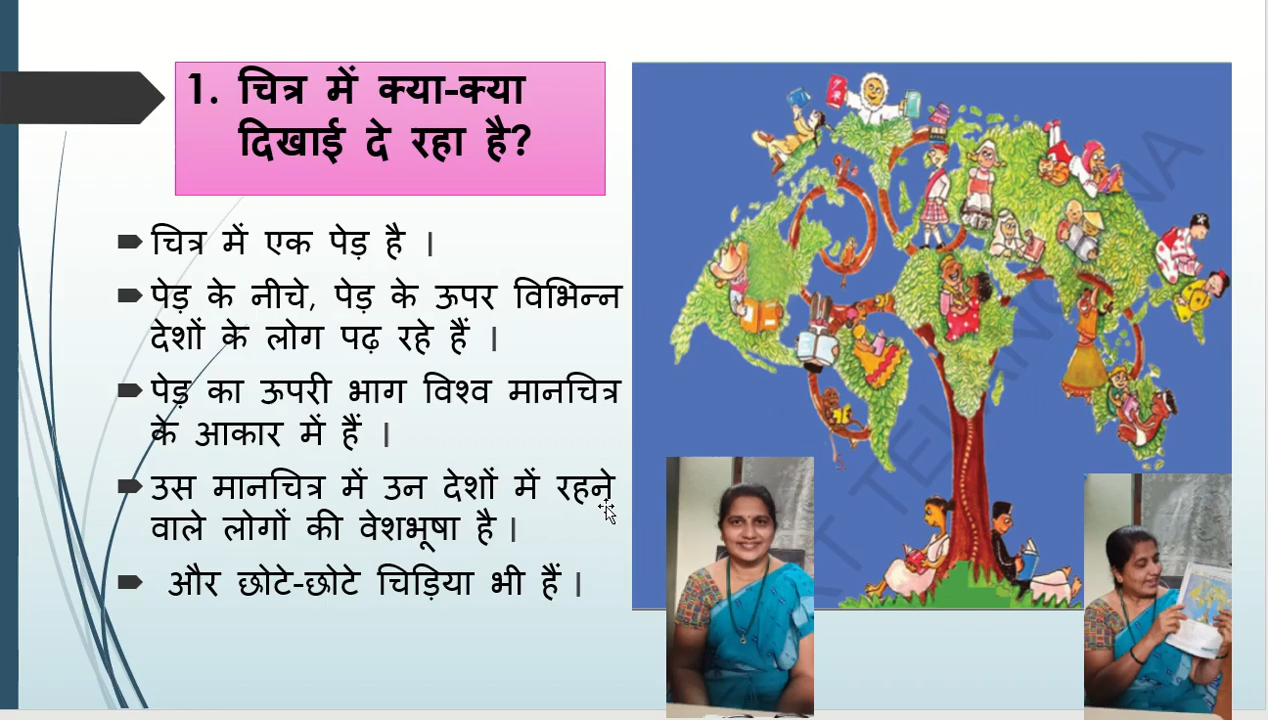 1. चित्र में क्या-क्या
दिखाई दे रहा है?
चित्र में एक पेड़ है ।
पेड़ के नीचे, पेड़ के ऊपर विभिन्न
देशों के लोग पढ़ रहे हैं ।
पेड़ का ऊपरी भाग विश्व मानचित्र
के आकार में हैं ।
उस मानचित्र में उन देशों में रहने
वाले लोगों की वेशभूषा है ।
और छोटे-छोटे चिड़िया भी हैं ।